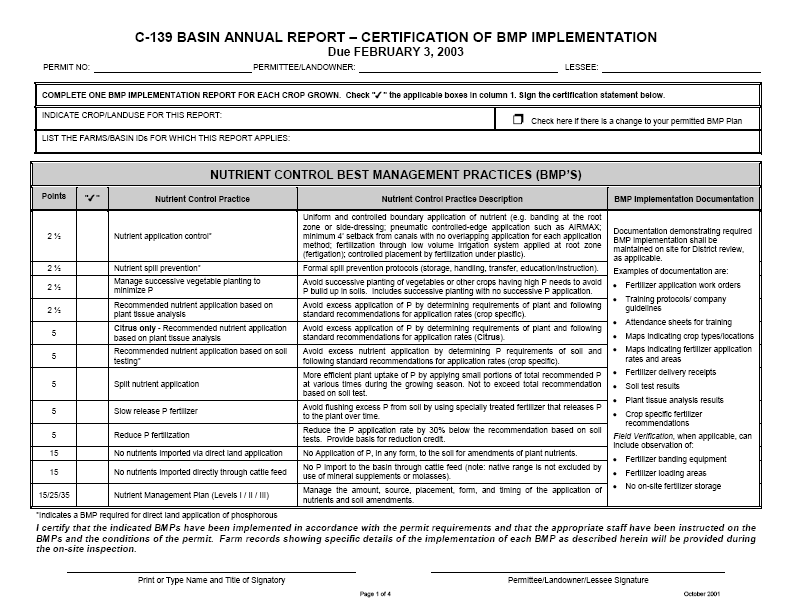 C-139 BASIN ANNUAL REPORT – CERTIFICATION OF BMP IMPLEMENTATION
Due FEBRUARY 3, 2003
PERMIT NO: PERMITTEE/LANDOWNER: LESSEE:
COMPLETE ONE BMP IMPLEMENTATION REPORT FOR EACH CROP GROWN. Check "✔" the applicable boxes in column 1. Sign the certification statement below.
INDICATE CROP/LANDUSE FOR THIS REPORT:
❒ Check here if there is a change to your permitted BMP Plan
LIST THE FARMS/BASIN IDs FOR WHICH THIS REPORT APPLIES:
NUTRIENT CONTROL BEST MANAGEMENT PRACTICES (BMP'S)
Points "✔" Nutrient Control Practice Nutrient Control Practice Description BMP Implementation Documentation
2 ½ Nutrient application control*
Uniform and controlled boundary application of nutrient (e.g. banding at the root
zone or side-dressing; pneumatic controlled-edge application such as AIRMAX;
minimum 4' setback from canals with no overlapping application for each application
method; fertilization through low volume irrigation system applied at root zone
(fertigation); controlled placement by fertilization under plastic).
2 ½ Nutrient spill prevention* Formal spill prevention protocols (storage, handling, transfer, education/instruction).
2 ½ Manage successive vegetable planting to
minimize P
Avoid successive planting of vegetables or other crops having high P needs to avoid
P build up in soils. Includes successive planting with no successive P application.
2 ½ Recommended nutrient application based on
plant tissue analysis
Avoid excess application of P by determining requirements of plant and following
standard recommendations for application rates (crop specific).
5 Citrus only - Recommended nutrient application
based on plant tissue analysis
Avoid excess application of P by determining requirements of plant and following
standard recommendations for application rates (Citrus).
5 Recommended nutrient application based on soil
testing*
Avoid excess nutrient application by determining P requirements of soil and
following standard recommendations for application rates (crop specific).
5 Split nutrient application
More efficient plant uptake of P by applying small portions of total recommended P
at various times during the growing season. Not to exceed total recommendation
based on soil test.
5 Slow release P fertilizer
Avoid flushing excess P from soil by using specially treated fertilizer that releases P
to the plant over time.
5 Reduce P fertilization
Reduce the P application rate by 30% below the recommendation based on soil
tests. Provide basis for reduction credit.
15 No nutrients imported via direct land application No Application of P, in any form, to the soil for amendments of plant nutrients.
15 No nutrients imported directly through cattle feed
No P import to the basin through cattle feed (note: native range is not excluded by
use of mineral supplements or molasses).
15/25/35 Nutrient Management Plan (Levels I / II / III)
Manage the amount, source, placement, form, and timing of the application of
nutrients and soil amendments.
Documentation demonstrating required
BMP implementation shall be
maintained on site for District review,
as applicable.
Examples of documentation are:
• Fertilizer application work orders
• Training protocols/ company
guidelines
• Attendance sheets for training
• Maps indicating crop types/locations
• Maps indicating fertilizer application
rates and areas
• Fertilizer delivery receipts
• Soil test results
• Plant tissue analysis results
• Crop specific fertilizer
recommendations
Field Verification, when applicable, can
include observation of:
• Fertilizer banding equipment
• Fertilizer loading areas
• No on-site fertilizer storage
*Indicates a BMP required for direct land application of phosphorous
I certify that the indicated BMPs have been implemented in accordance with the permit requirements and that the appropriate staff have been instructed on the
BMPs and the conditions of the permit. Farm records showing specific details of the implementation of each BMP as described herein will be provided during
the on-site inspection.
Print or Type Name and Title of Signatory Permittee/Landowner/Lessee Signature
Page 1 of 4 October 2001